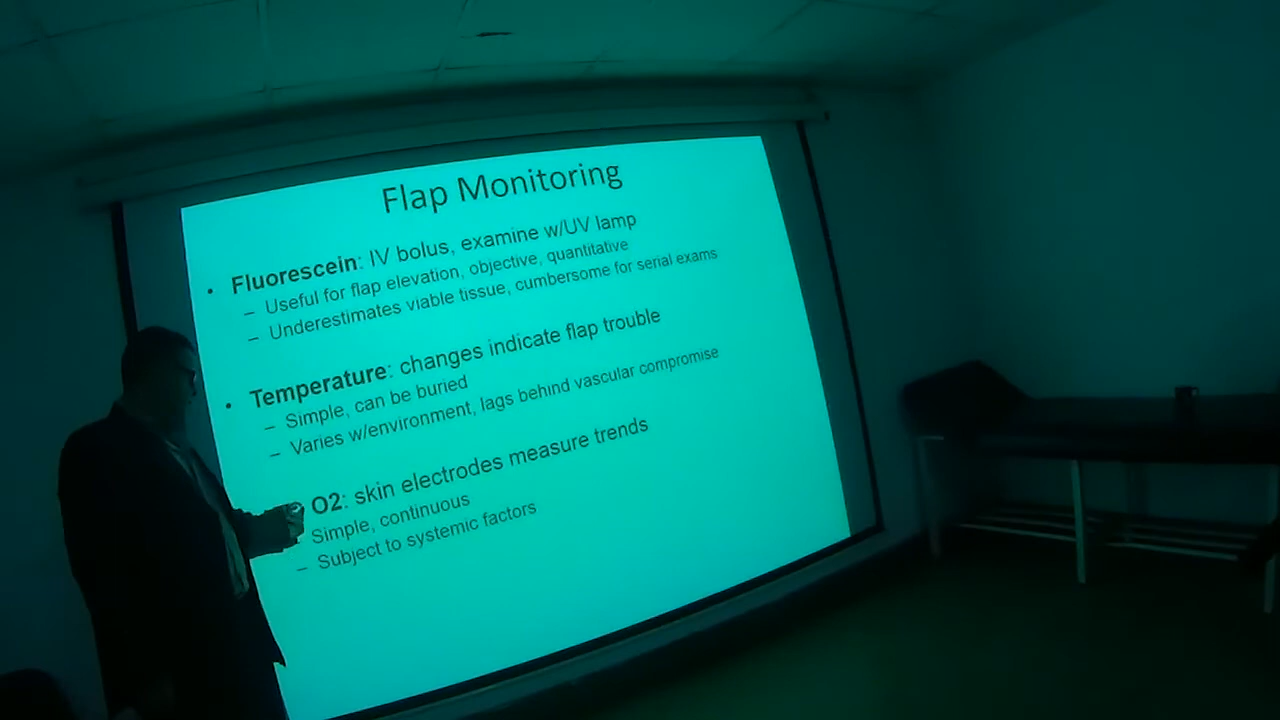 Flap Monitoring
• Fluorescein: IV bolus, examine w/UV lamp
– Useful for flap elevation, objective, quantitative
– Underestimates viable tissue, cumbersome for serial exams
• Temperature: changes indicate flap trouble
– Simple, can be buried
– Varies w/environment, lags behind vascular compromise
O2: skin electrodes measure trends
Simple, continuous
– Subject to systemic factors